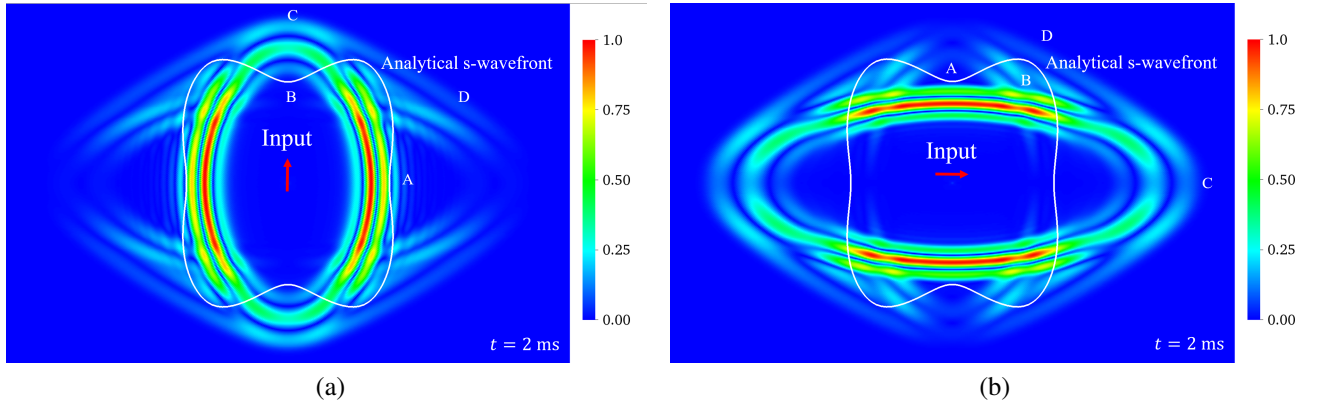 C
1.0
Analytical s-wavefront
B
D
0.75
Input
0.50
A
0.25
t = 2 ms
0.00
(a)
D
1.0
A
Analytical s-wavefront
B
0.75
Input
0.50
C
0.25
t = 2 ms
0.00
(b)